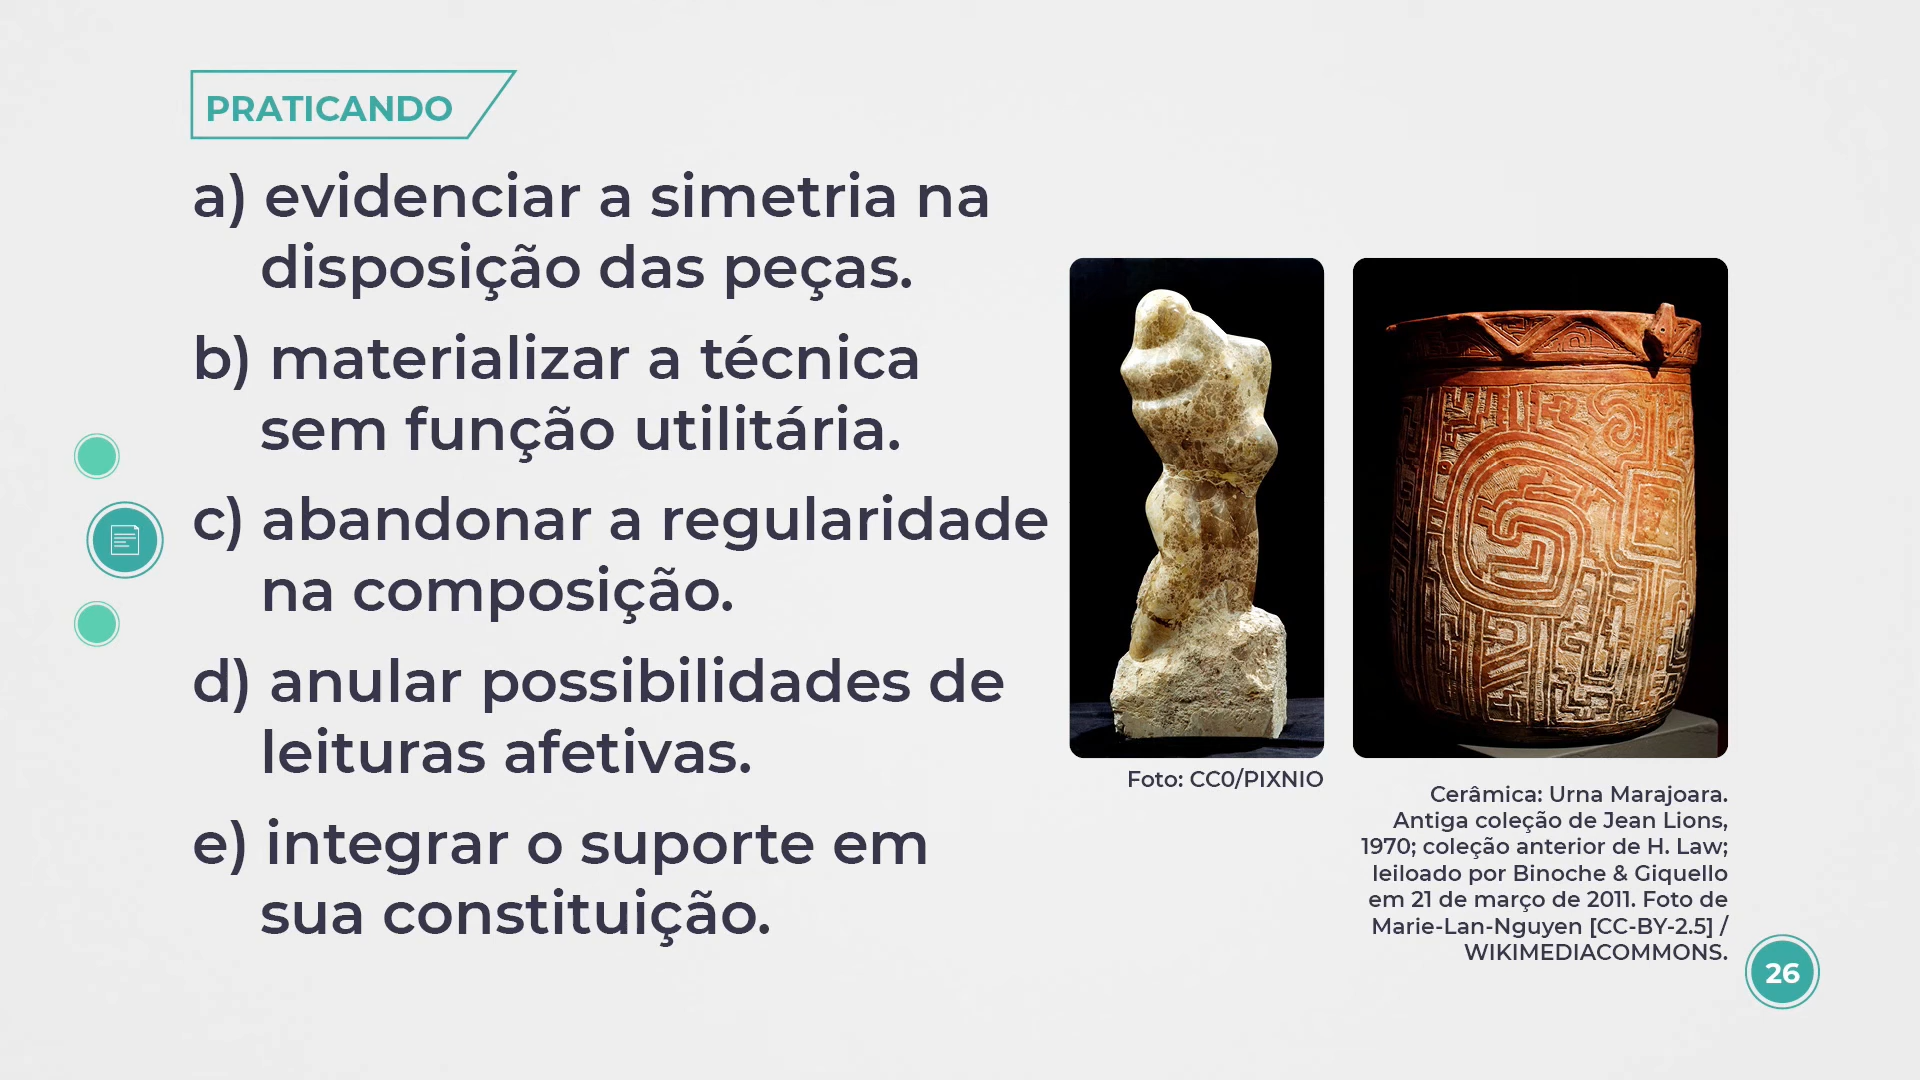 PRATICANDO
a) evidenciar a simetria na
disposição das peças.
b) materializar a técnica
sem função utilitária.
c) abandonar a regularidade
na composição.
d) anular possibilidades de
leituras afetivas.
e) integrar o suporte em
sua constituição.
Foto: CC0/PIXNIO
Cerâmica: Urna Marajoara.
Antiga coleção de Jean Lions,
1970; coleção anterior de H. Law;
leiloado por Binoche & Giquello
em 21 de março de 2011. Foto de
Marie-Lan-Nguyen [CC-BY-2.5] /
WIKIMEDIACOMMONS.
26